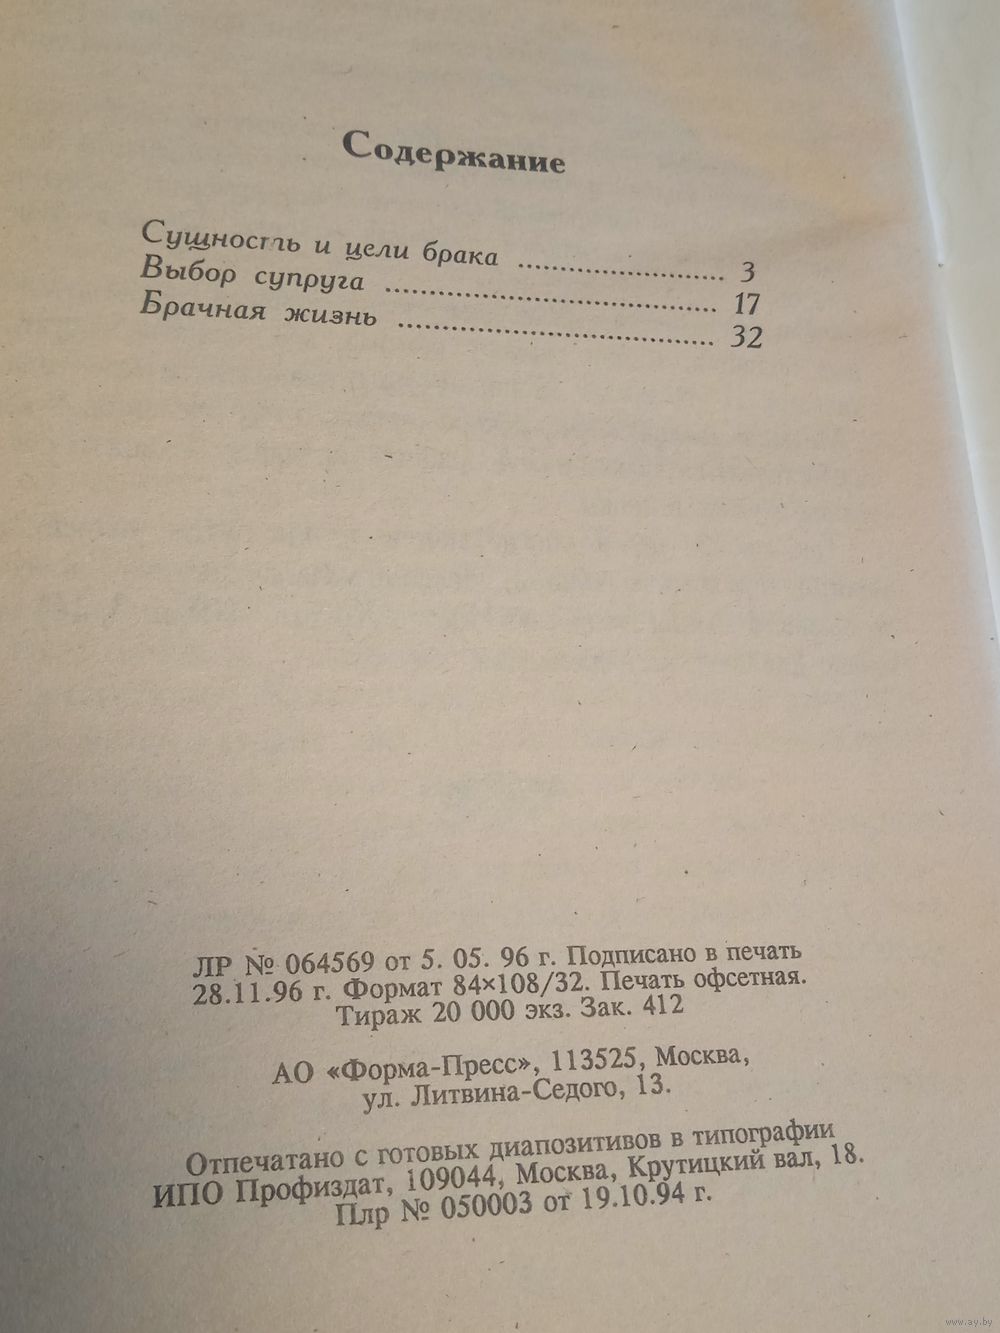 Содержание
Сущность и цели брака ........................ 3
Выбор супруга ...................................... 17
Брачная жизнь .................................... 32
ЛР № 064569 от 5. 05. 96 г. Подписано в печать
28.11.96 г. Формат 84×108/32. Печать офсетная.
Тираж 20 000 экз. Зак. 412
АО «Форма-Пресс», 113525, Москва,
ул. Литвина-Седого, 13.
Отпечатано с готовых диапозитивов в типографии
ИПО Профиздат, 109044, Москва, Крутицкий вал, 18.
Плр № 050003 от 19.10.94 г.
www.ay.by